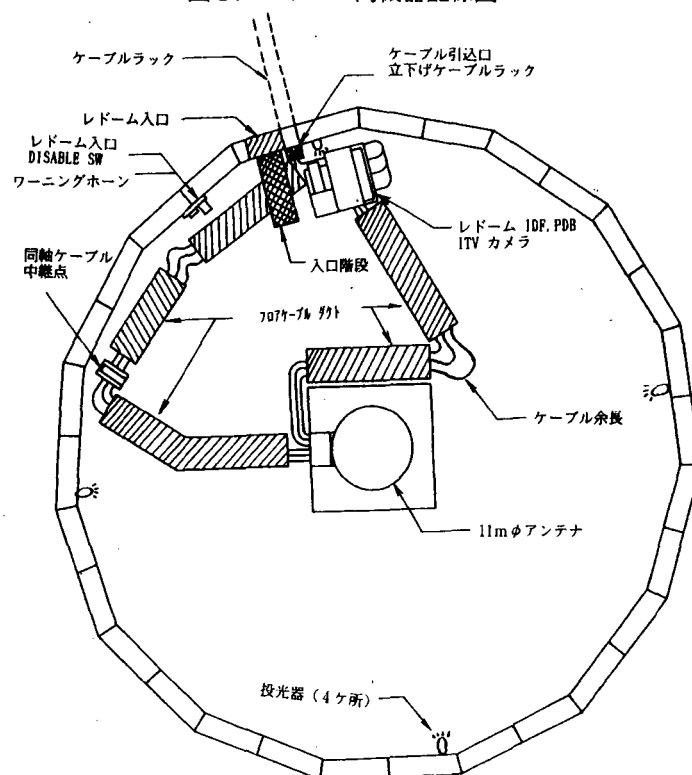 ケーブルラック
ケーブル引込口
立下げケーブルラック
レドーム入口
レドーム入口
DISABLE SW
ワーニングホーン
レドーム IDF, PDB
ITV カメラ
入口階段
同軸ケーブル
中継点
フロアケーブル ダクト
ケーブル余長
11mφアンテナ
投光器（4ケ所）